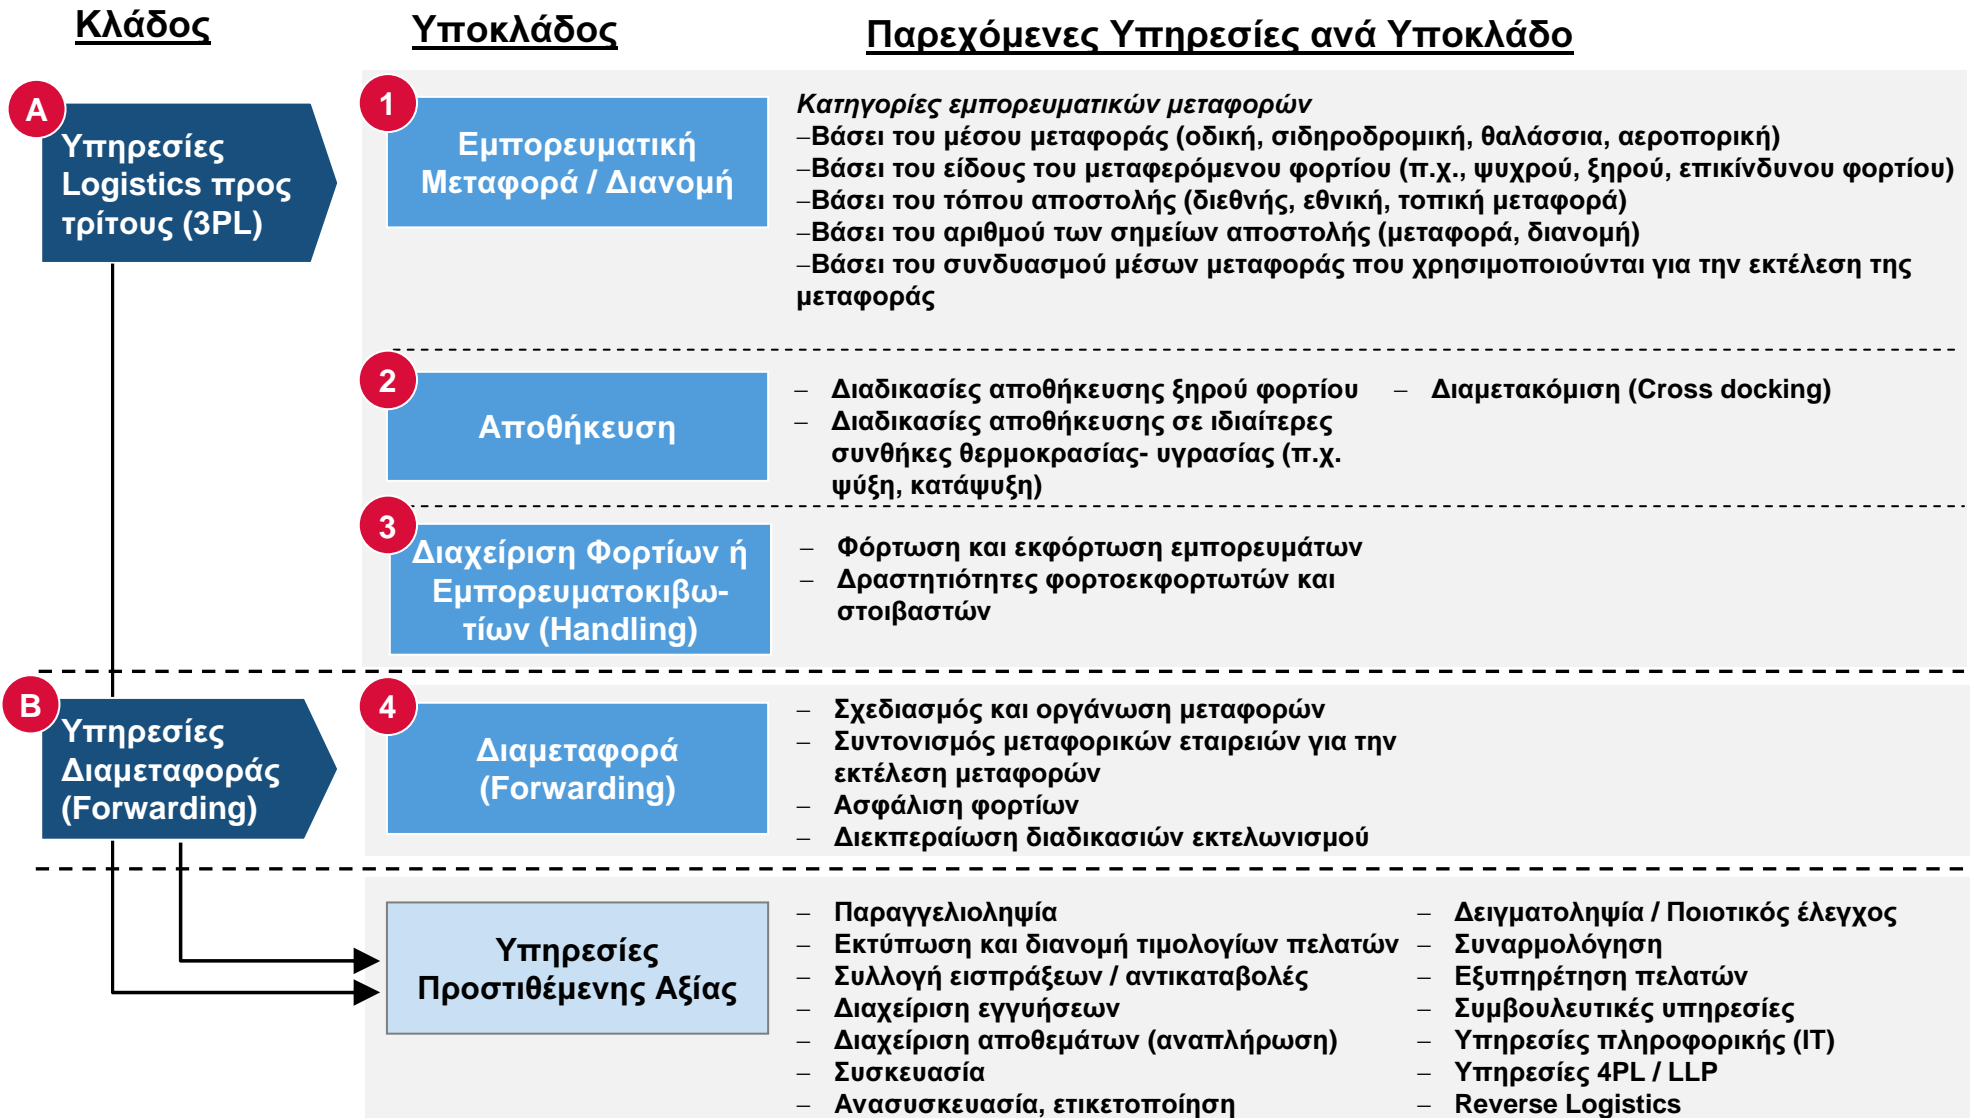 Κλάδος
Υποκλάδος
Παρεχόμενες Υπηρεσίες ανά Υποκλάδο
A
Υπηρεσίες
Logistics προς
τρίτους (3PL)
1
Εμπορευματική
Μεταφορά / Διανομή
Κατηγορίες εμπορευματικών μεταφορών
–Βάσει του μέσου μεταφοράς (οδική, σιδηροδρομική, θαλάσσια, αεροπορική)
–Βάσει του είδους του μεταφερόμενου φορτίου (π.χ., ψυχρού, ξηρού, επικίνδυνου φορτίου)
–Βάσει του τόπου αποστολής (διεθνής, εθνική, τοπική μεταφορά)
–Βάσει του αριθμού των σημείων αποστολής (μεταφορά, διανομή)
–Βάσει του συνδυασμού μέσων μεταφοράς που χρησιμοποιούνται για την εκτέλεση της
μεταφοράς
2
Αποθήκευση
– Διαδικασίες αποθήκευσης ξηρού φορτίου
– Διαδικασίες αποθήκευσης σε ιδιαίτερες
συνθήκες θερμοκρασίας- υγρασίας (π.χ.
ψύξη, κατάψυξη)
– Διαμετακόμιση (Cross docking)
3
Διαχείριση Φορτίων ή
Εμπορευματοκιβω-
τίων (Handling)
– Φόρτωση και εκφόρτωση εμπορευμάτων
– Δραστητιότητες φορτοεκφορτωτών και
στοιβαστών
B
Υπηρεσίες
Διαμεταφοράς
(Forwarding)
4
Διαμεταφορά
(Forwarding)
– Σχεδιασμός και οργάνωση μεταφορών
– Συντονισμός μεταφορικών εταιρειών για την
εκτέλεση μεταφορών
– Ασφάλιση φορτίων
– Διεκπεραίωση διαδικασιών εκτελωνισμού
Υπηρεσίες
Προστιθέμενης Αξίας
– Παραγγελιοληψία
– Εκτύπωση και διανομή τιμολογίων πελατών
– Συλλογή εισπράξεων / αντικαταβολές
– Διαχείριση εγγυήσεων
– Διαχείριση αποθεμάτων (αναπλήρωση)
– Συσκευασία
– Ανασυσκευασία, ετικετοποίηση
– Δειγματοληψία / Ποιοτικός έλεγχος
– Συναρμολόγηση
– Εξυπηρέτηση πελατών
– Συμβουλευτικές υπηρεσίες
– Υπηρεσίες πληροφορικής (IT)
– Υπηρεσίες 4PL / LLP
– Reverse Logistics